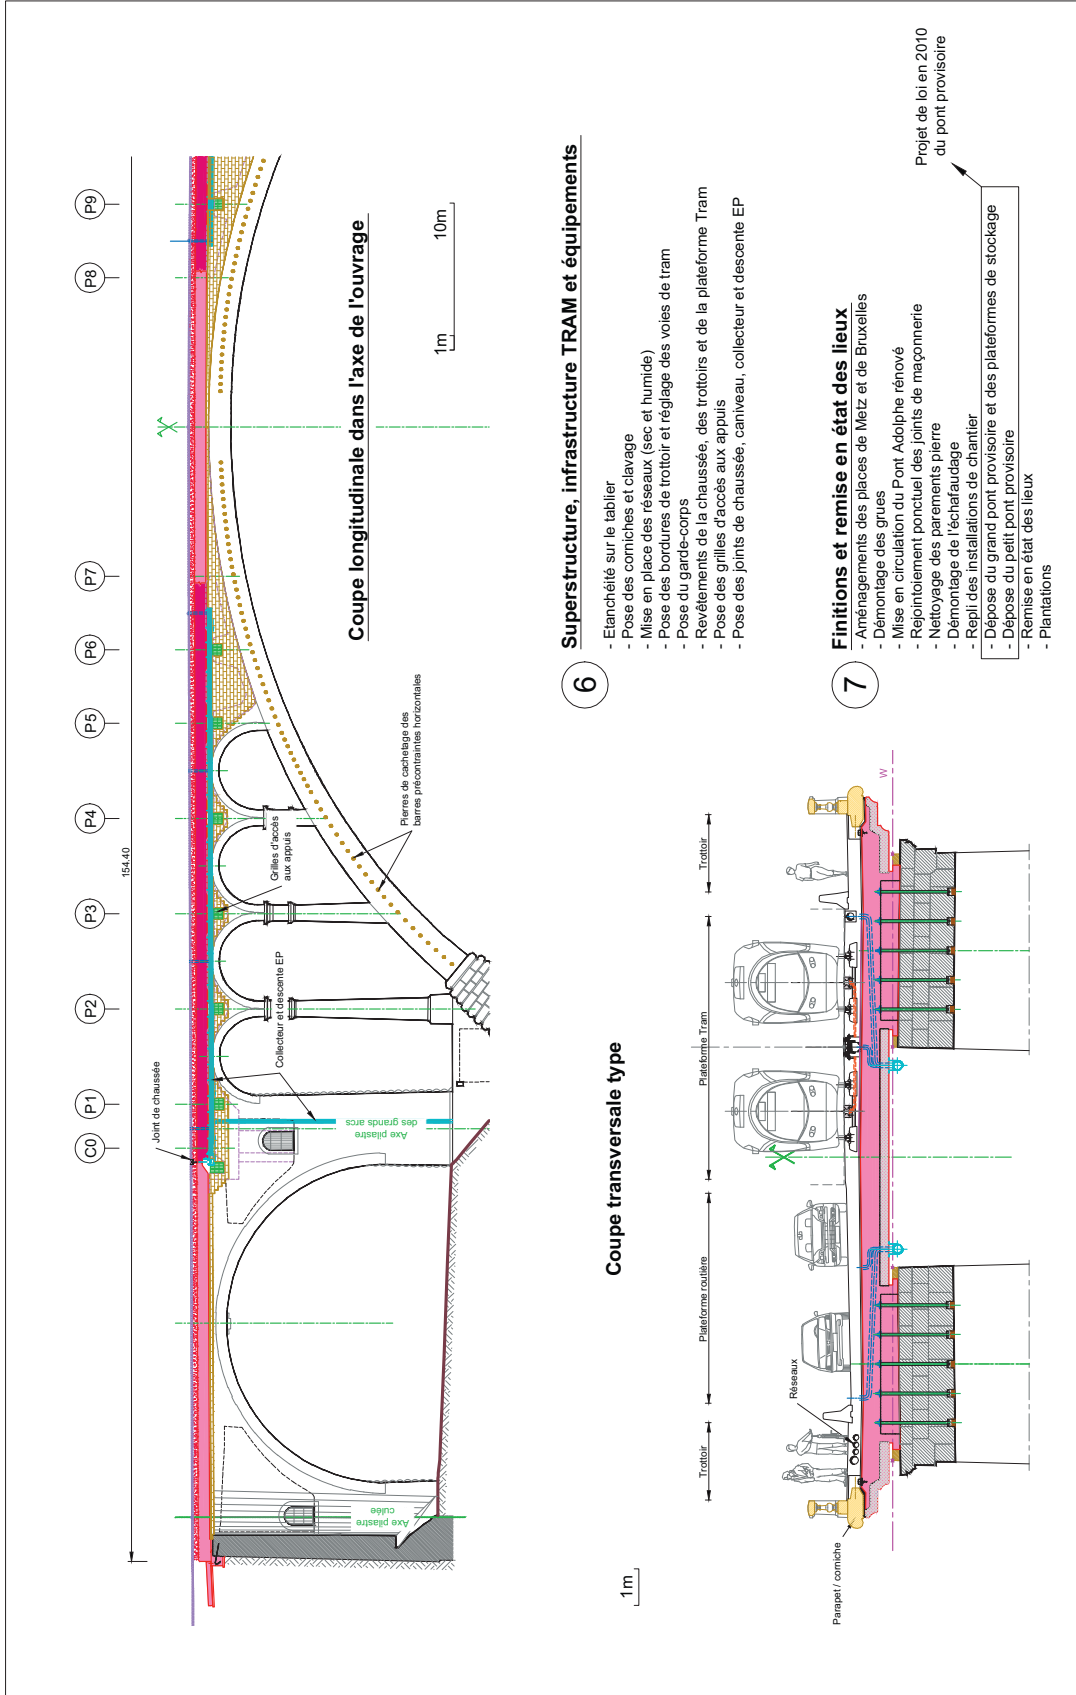 154.40
C0
P1
P2
P3
P4
P5
P6
P7
P8
P9
Joint de chaussée
Collecteur et descente EP
Grilles d'accès
aux appuis
Pierres de cachetage des
barres précontraintes horizontales
Axe pilastre
culée
Axe pilastre
des grands arcs
Coupe longitudinale dans l'axe de l'ouvrage
1m
10m
6
Superstructure, infrastructure TRAM et équipements
- Etanchéité sur le tablier
- Pose des corniches et clavage
- Mise en place des réseaux (sec et humide)
- Pose des bordures de trottoir et réglage des voies de tram
- Pose du garde-corps
- Revêtements de la chaussée, des trottoirs et de la plateforme Tram
- Pose des grilles d'accès aux appuis
- Pose des joints de chaussée, caniveau, collecteur et descente EP
7
Finitions et remise en état des lieux
- Aménagements des places de Metz et de Bruxelles
- Démontage des grues
- Mise en circulation du Pont Adolphe rénové
- Rejointoiement ponctuel des joints de maçonnerie
- Nettoyage des parements pierre
- Démontage de l'échafaudage
- Repli des installations de chantier
- Dépose du grand pont provisoire et des plateformes de stockage
- Dépose du petit pont provisoire
- Remise en état des lieux
- Plantations
Projet de loi en 2010
du pont provisoire
Coupe transversale type
1m
Trottoir
Plateforme routière
Plateforme Tram
Trottoir
Réseaux
Parapet / corniche
W